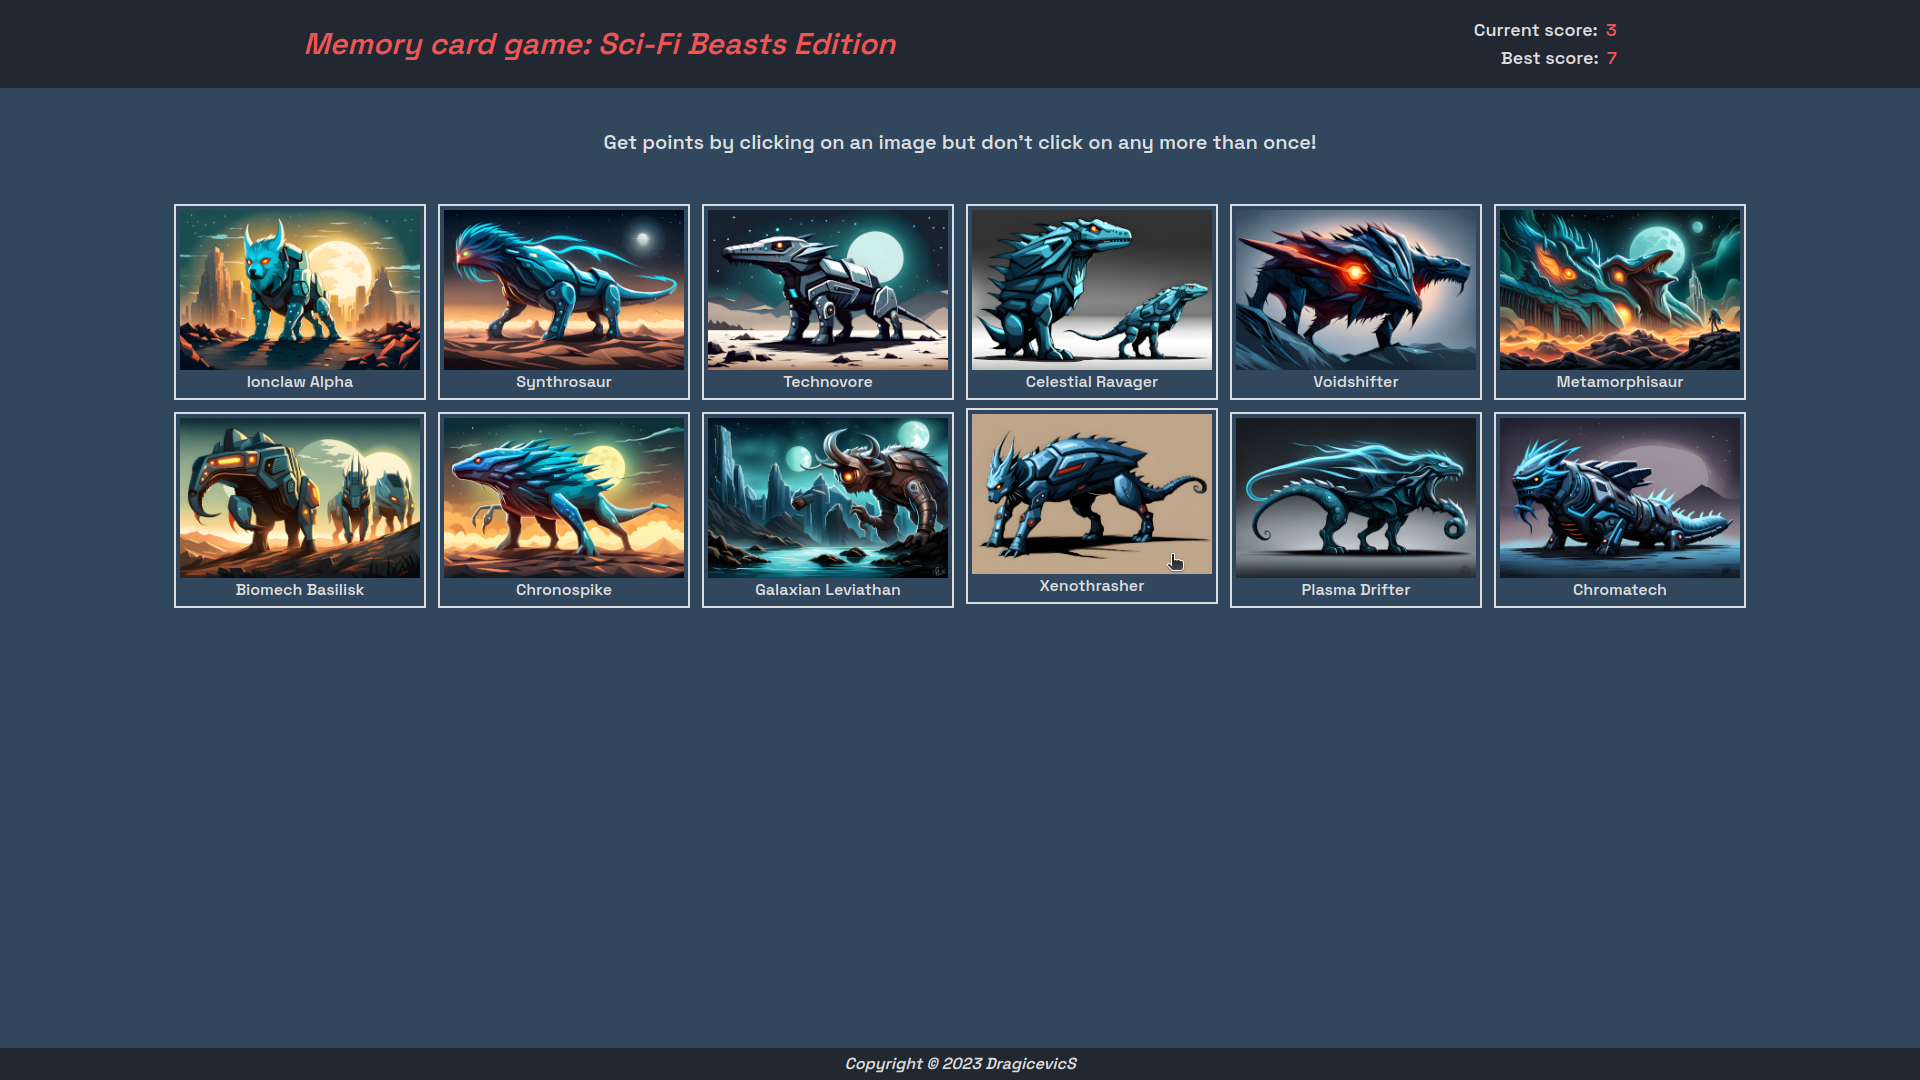 Memory card game: Sci-Fi Beasts Edition
Current score: 3
Best score: 7
Get points by clicking on an image but don't click on any more than once!
Ionclaw Alpha
Synthrosaur
Technovore
Celestial Ravager
Voidshifter
Metamorphisaur
Biomech Basilisk
Chronospike
Galaxian Leviathan
Xenothrasher
Plasma Drifter
Chromatech
Copyright © 2023 DragicevicS